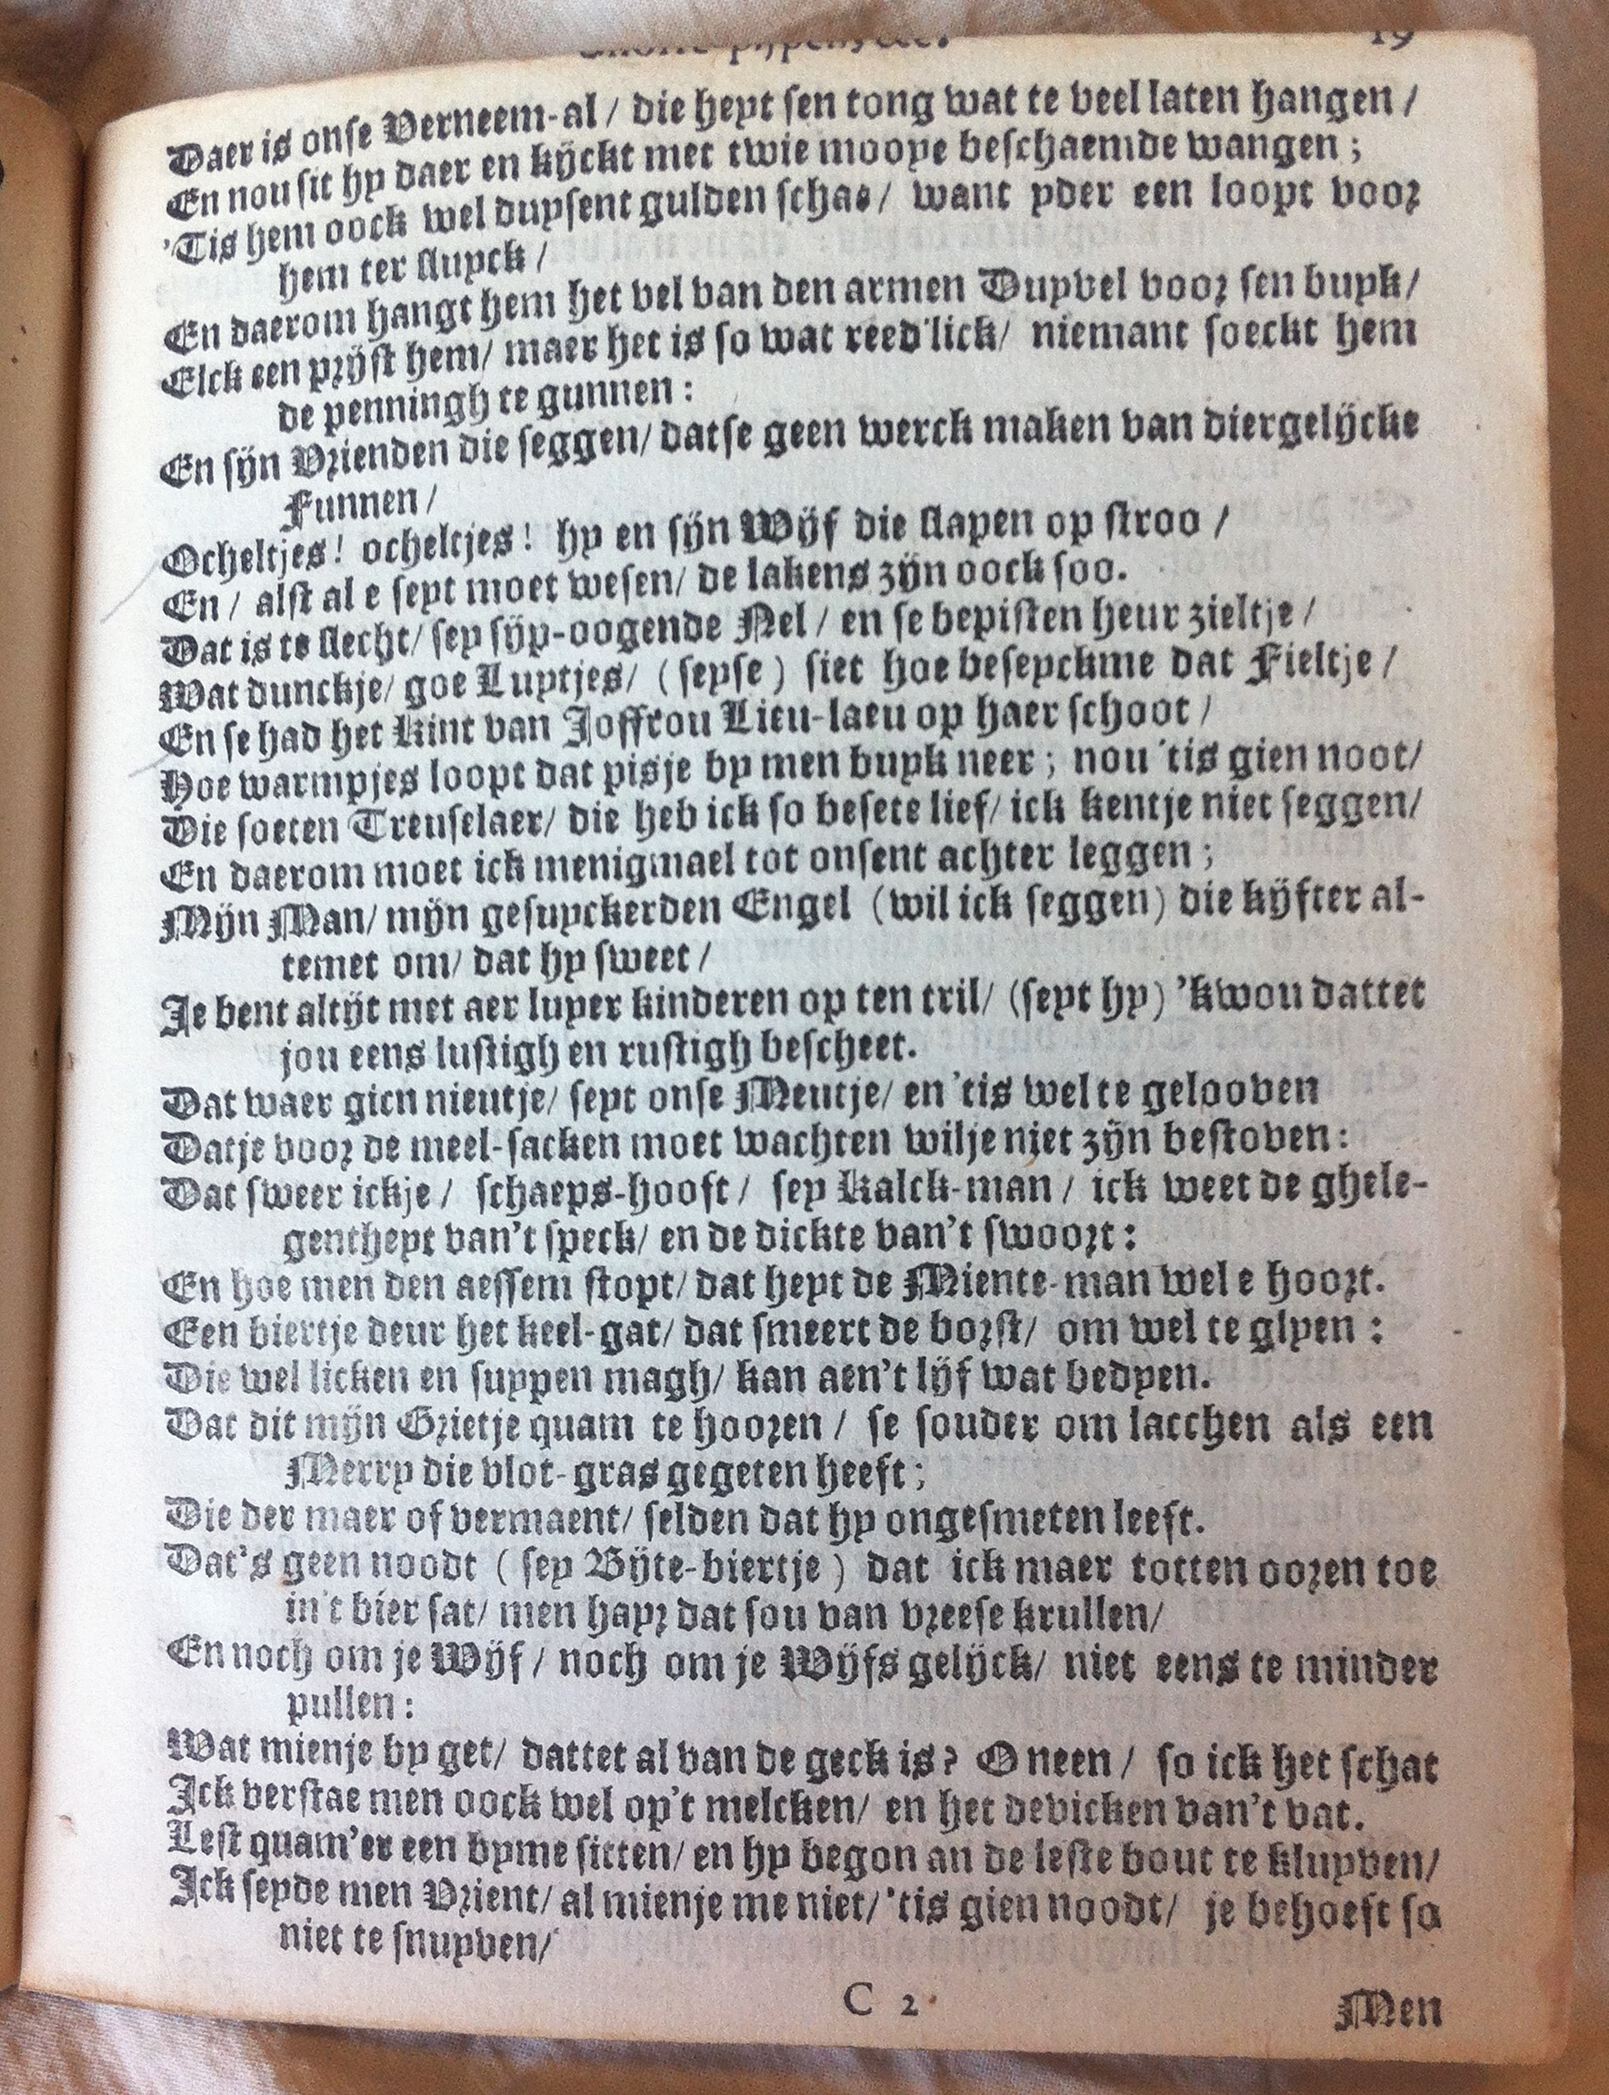 19
Daer is onse Verneem-al / die heyt sen tong wat te veel laten hangen /
En nou sit hy daer en kijckt met twie mooye beschaemde wangen ;
'Tis hem oock wel duysent gulden schae / want yder een loopt voor
hem ter sluyck /
En daerom hangt hem het vel van den armen Duyvel voor sen buyk /
Elck een prijst hem / maer het is so wat reed'lick / niemant soeckt hem
de penningh te gunnen :
En sijn Vrienden die seggen / datse geen werck maken van diergelijcke
Funnen /
Ocheltjes ! ocheltjes ! hy en sijn Wijf die slapen op stroo /
En / alst al e seyt moet wesen / de lakens zijn oock soo.
Dat is te slecht / sey sijp-oogende Nel / en se bepisten heur zieltje /
Wat dunckje / goe Luytjes / (seyse) siet hoe beseyckme dat Fieltje /
En se had het kint van Joffrou Lieu-laeu op haer schoot /
Hoe warmpjes loopt dat pisje by men buyk neer ; nou 'tis gien noot /
Die soeten Treuselaer / die heb ick so besete lief / ick kentje niet seggen /
En daerom moet ick menigmael tot onsent achter leggen ;
Mijn Man / mijn gesuyckerden Engel (wil ick seggen) die kijfter al-
temet om / dat hy sweet /
Je bent altijt met aer luyer kinderen op ten tril / (seyt hy) 'kwou dattet
jou eens lustigh en rustigh bescheet.
Dat waer gien nieutje / seyt onse Meutje / en 'tis wel te gelooven
Datje voor de meel-sacken moet wachten wilje niet zijn bestoven :
Dat sweer ickje / schaeps-hooft / sey Kalck-man / ick weet de ghele-
gentheyt van't speck / en de dickte van't swoort :
En hoe men den aessem stopt / dat heyt de Miente-man wel e hoort.
Een biertje deur het keel-gat / dat smeert de borst / om wel te glyen :
Die wel licken en suypen magh / kan aen't lijf wat bedyen.
Dat dit mijn Grietje quam te hooren / se souder om lacchen als een
Merry die vlot-gras gegeten heeft ;
Die der maer of vermaent / selden dat hy ongesmeten leeft.
Dat's geen noodt (sey Bijte-biertje) dat ick maer totten ooren toe
in't bier sat / men hayr dat sou van vreese krullen /
En noch om je Wijf / noch om je Wijfs gelijck / niet eens te minder
pullen :
Wat mienje by get / dattet al van de geck is ? O neen / so ick het schat
Ick verstae men oock wel op't melcken / en het bevicken van't vat.
Lest quam'er een byme sitten / en hy begon an de leste bout te kluyven /
Ick seyde men Vrient / al mienje me niet / 'tis gien noodt / je behoeft so
niet te snuyven /
C 2
Men